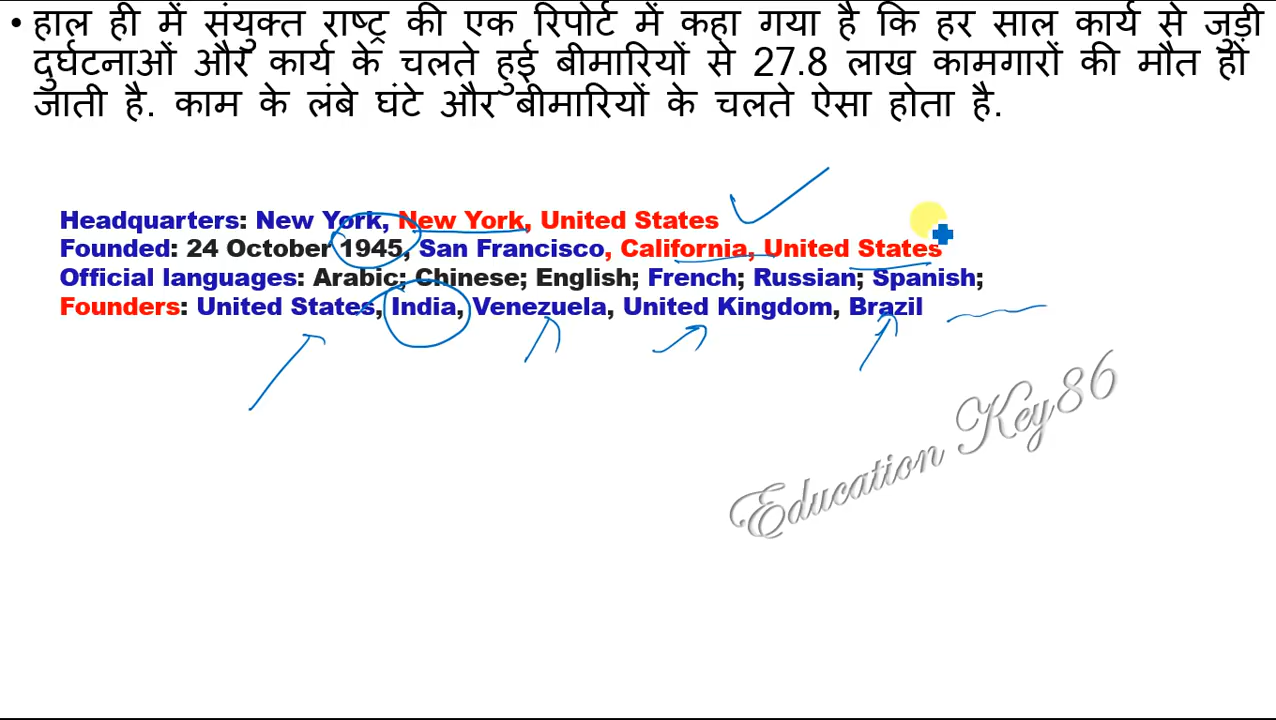 • हाल ही में संयुक्त राष्ट्र की एक रिपोर्ट में कहा गया है कि हर साल कार्य से जुड़ी
दुर्घटनाओं और कार्य के चलते हुई बीमारियों से 27.8 लाख कामगारों की मौत हो
जाती है. काम के लंबे घंटे और बीमारियों के चलते ऐसा होता है.
Headquarters: New York, New York, United States
Founded: 24 October 1945, San Francisco, California, United States
Official languages: Arabic; Chinese; English; French; Russian; Spanish;
Founders: United States, India, Venezuela, United Kingdom, Brazil
Education Key86